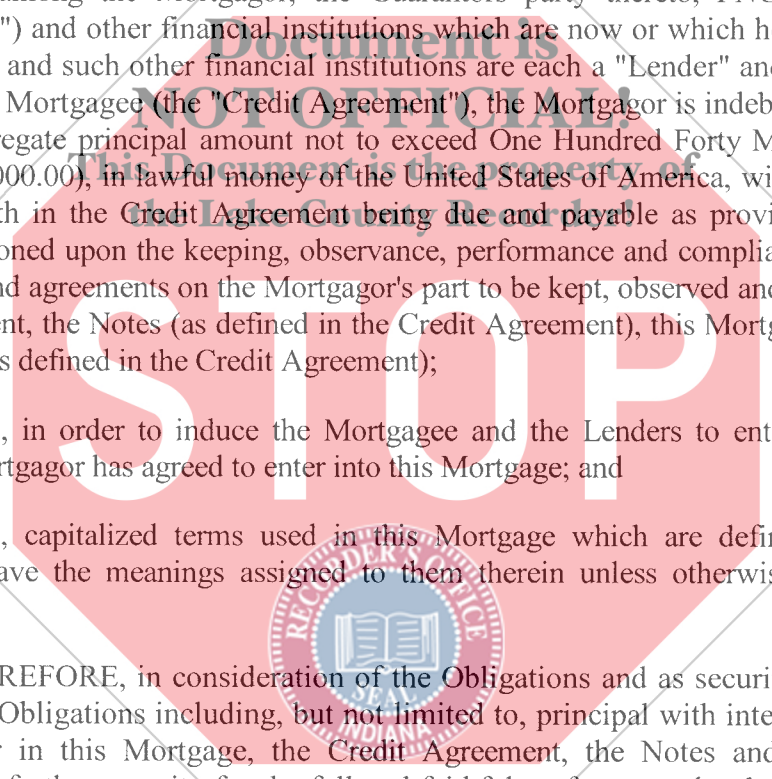 ") and other financial institutions which are now or which h
and such other financial institutions are each a "Lender" an
Mortgagee (the "Credit Agreement"), the Mortgagor is indeb
regate principal amount not to exceed One Hundred Forty M
000.00), in lawful money of the United States of America, wi
th in the Credit Agreement being due and payable as provi
oned upon the keeping, observance, performance and complia
nd agreements on the Mortgagor's part to be kept, observed and
ent, the Notes (as defined in the Credit Agreement), this Mortg
s defined in the Credit Agreement);
, in order to induce the Mortgagee and the Lenders to ent
rtgagor has agreed to enter into this Mortgage; and
, capitalized terms used in this Mortgage which are defin
ave the meanings assigned to them therein unless otherwis
REFORE, in consideration of the Obligations and as securi
Obligations including, but not limited to, principal with inte
r in this Mortgage, the Credit Agreement, the Notes and
Document is
NOT OFFICIAL!
This Document is the property of
the Lake County Recorder!
STOP
RECORDER'S OFFICE
SEAL
INDIANA